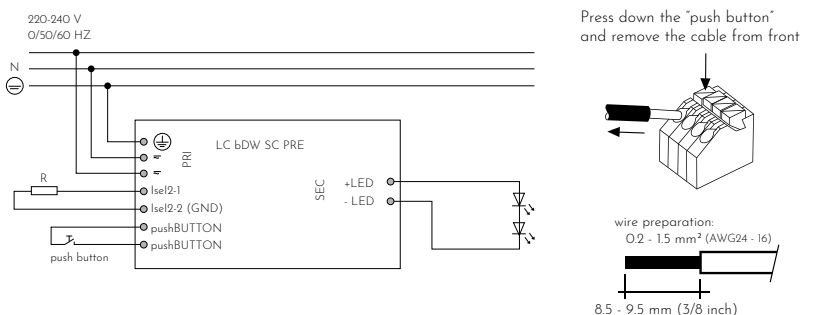 220-240 V
0/50/60 HZ
N
LC bDW SC PRE
PRI
R
Isel2-1
Isel2-2 (GND)
pushBUTTON
pushBUTTON
push button
SEC
+LED
- LED
Press down the "push button"
and remove the cable from front
wire preparation:
0.2 - 1.5 mm² (AWG24 - 16)
8.5 - 9.5 mm (3/8 inch)